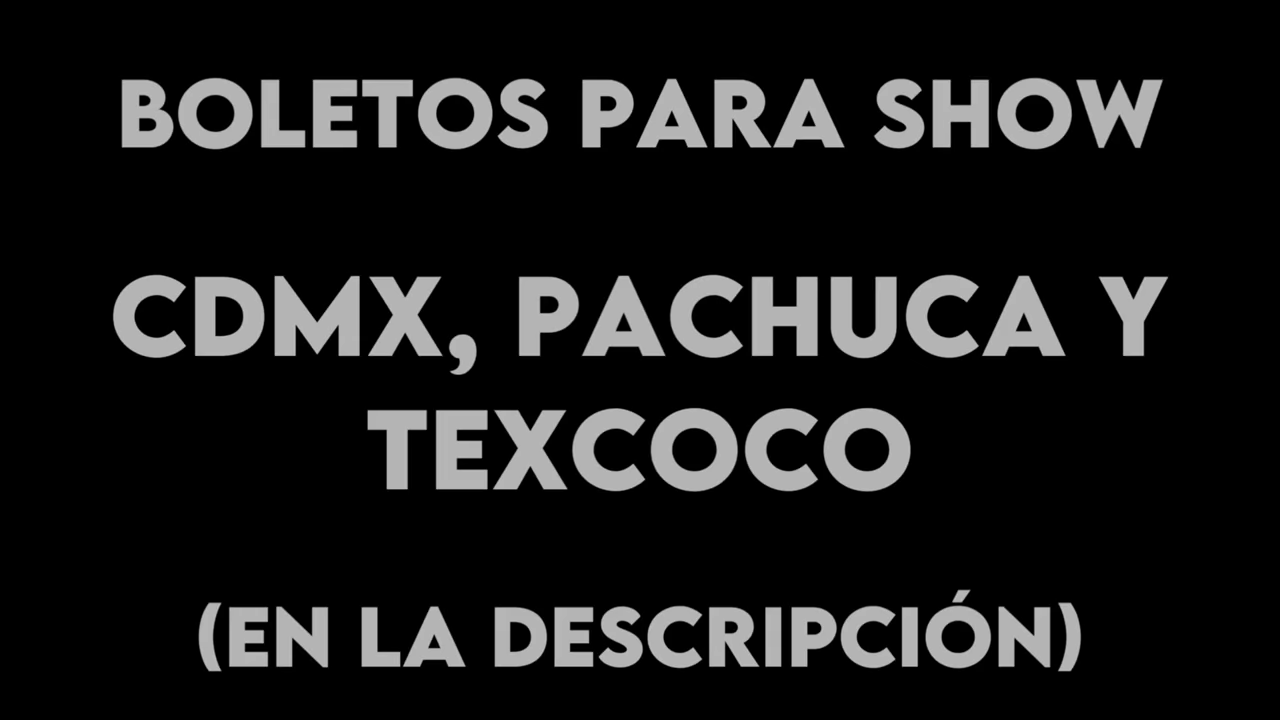 BOLETOS PARA SHOW
CDMX, PACHUCA Y
TEXCOCO
(EN LA DESCRIPCIÓN)